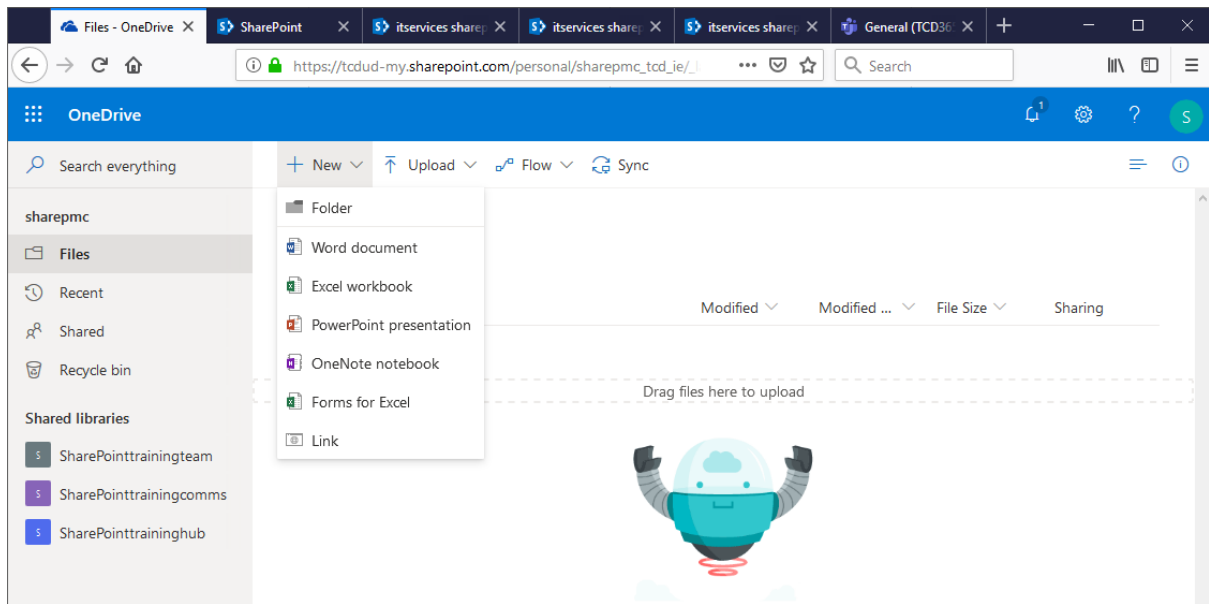 Files - OneDrive
SharePoint
itservices sharep
itservices sharep
itservices sharep
General (TCD365
https://tcdud-my.sharepoint.com/personal/sharepmc_tcd_ie/_
Search
OneDrive
1
?
S
Search everything
New
Upload
Flow
Sync
sharepmc
Files
Recent
Shared
Recycle bin
Shared libraries
S SharePointtrainingteam
S SharePointtrainingcomms
S SharePointtraininghub
Folder
Word document
Excel workbook
PowerPoint presentation
OneNote notebook
Forms for Excel
Link
Modified
Modified ...
File Size
Sharing
Drag files here to upload